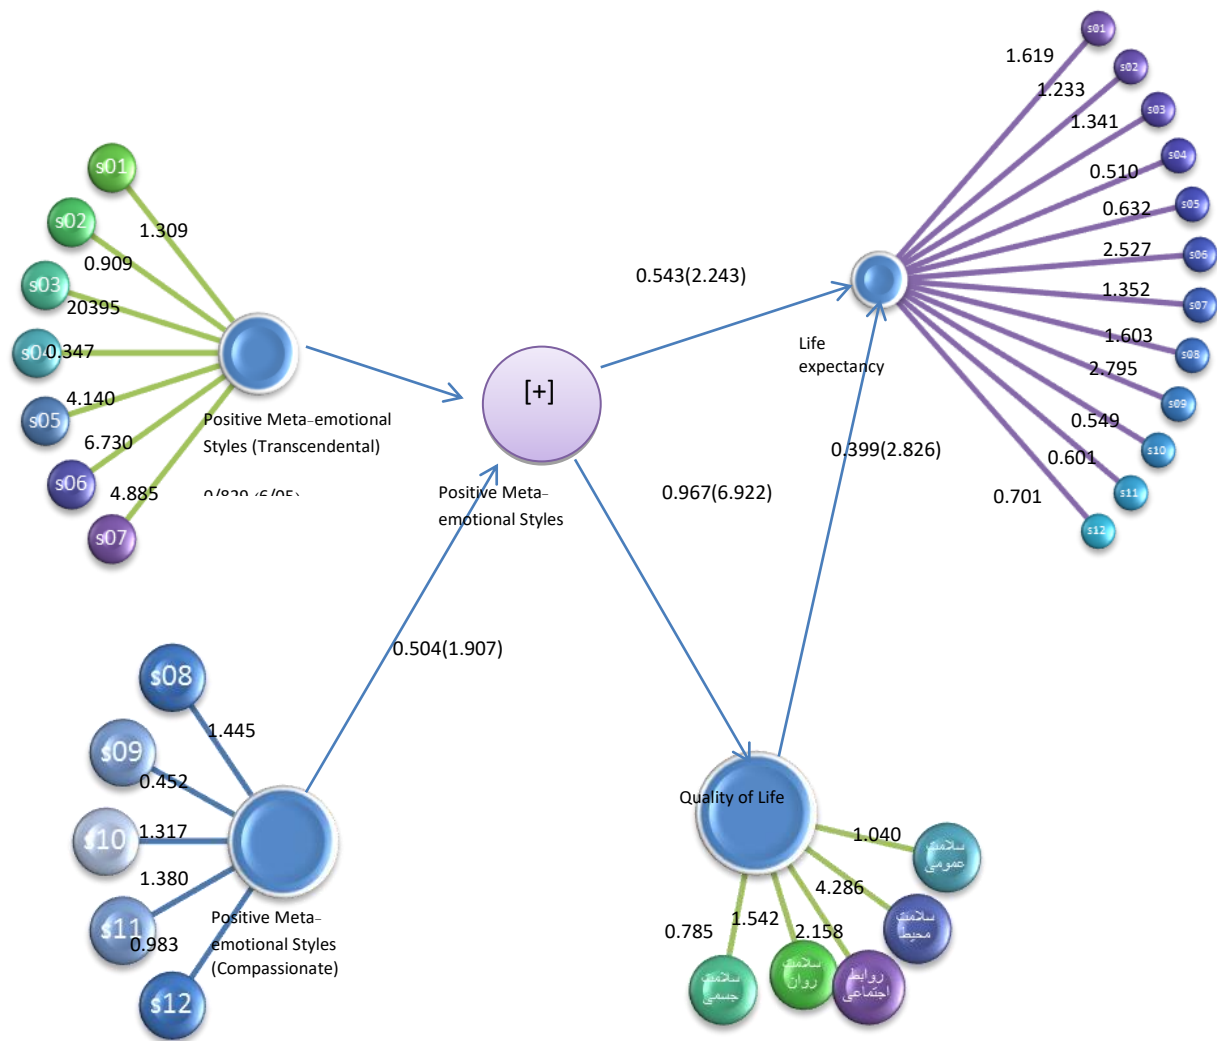 s01
s02
s03
s04
s05
s06
s07
1.309
0.909
20395
0.347
4.140
6.730
4.885
Positive Meta-emotional
Styles (Transcendental)
[+]
Positive Meta-
emotional Styles
0.543(2.243)
0.504(1.907)
0.967(6.922)
0.399(2.826)
Life
expectancy
s01
s02
s03
s04
s05
s06
s07
s08
s09
s10
s11
s12
1.619
1.233
1.341
0.510
0.632
2.527
1.352
1.603
2.795
0.549
0.601
0.701
s08
s09
s10
s11
s12
1.445
0.452
1.317
1.380
0.983
Positive Meta-
emotional Styles
(Compassionate)
Quality of Life
1.040
4.286
2.158
1.542
0.785
سلامت
عمومی
سلامت
محیط
روابط
اجتماعی
سلامت
روان
سلامت
جسمی